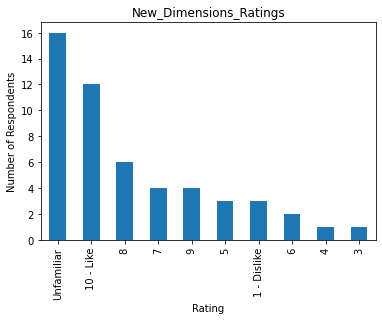 New_Dimensions_Ratings
Number of Respondents
16
14
12
10
8
6
4
2
0
Unfamiliar
10 - Like
8
7
9
5
1 - Dislike
6
4
3
Rating